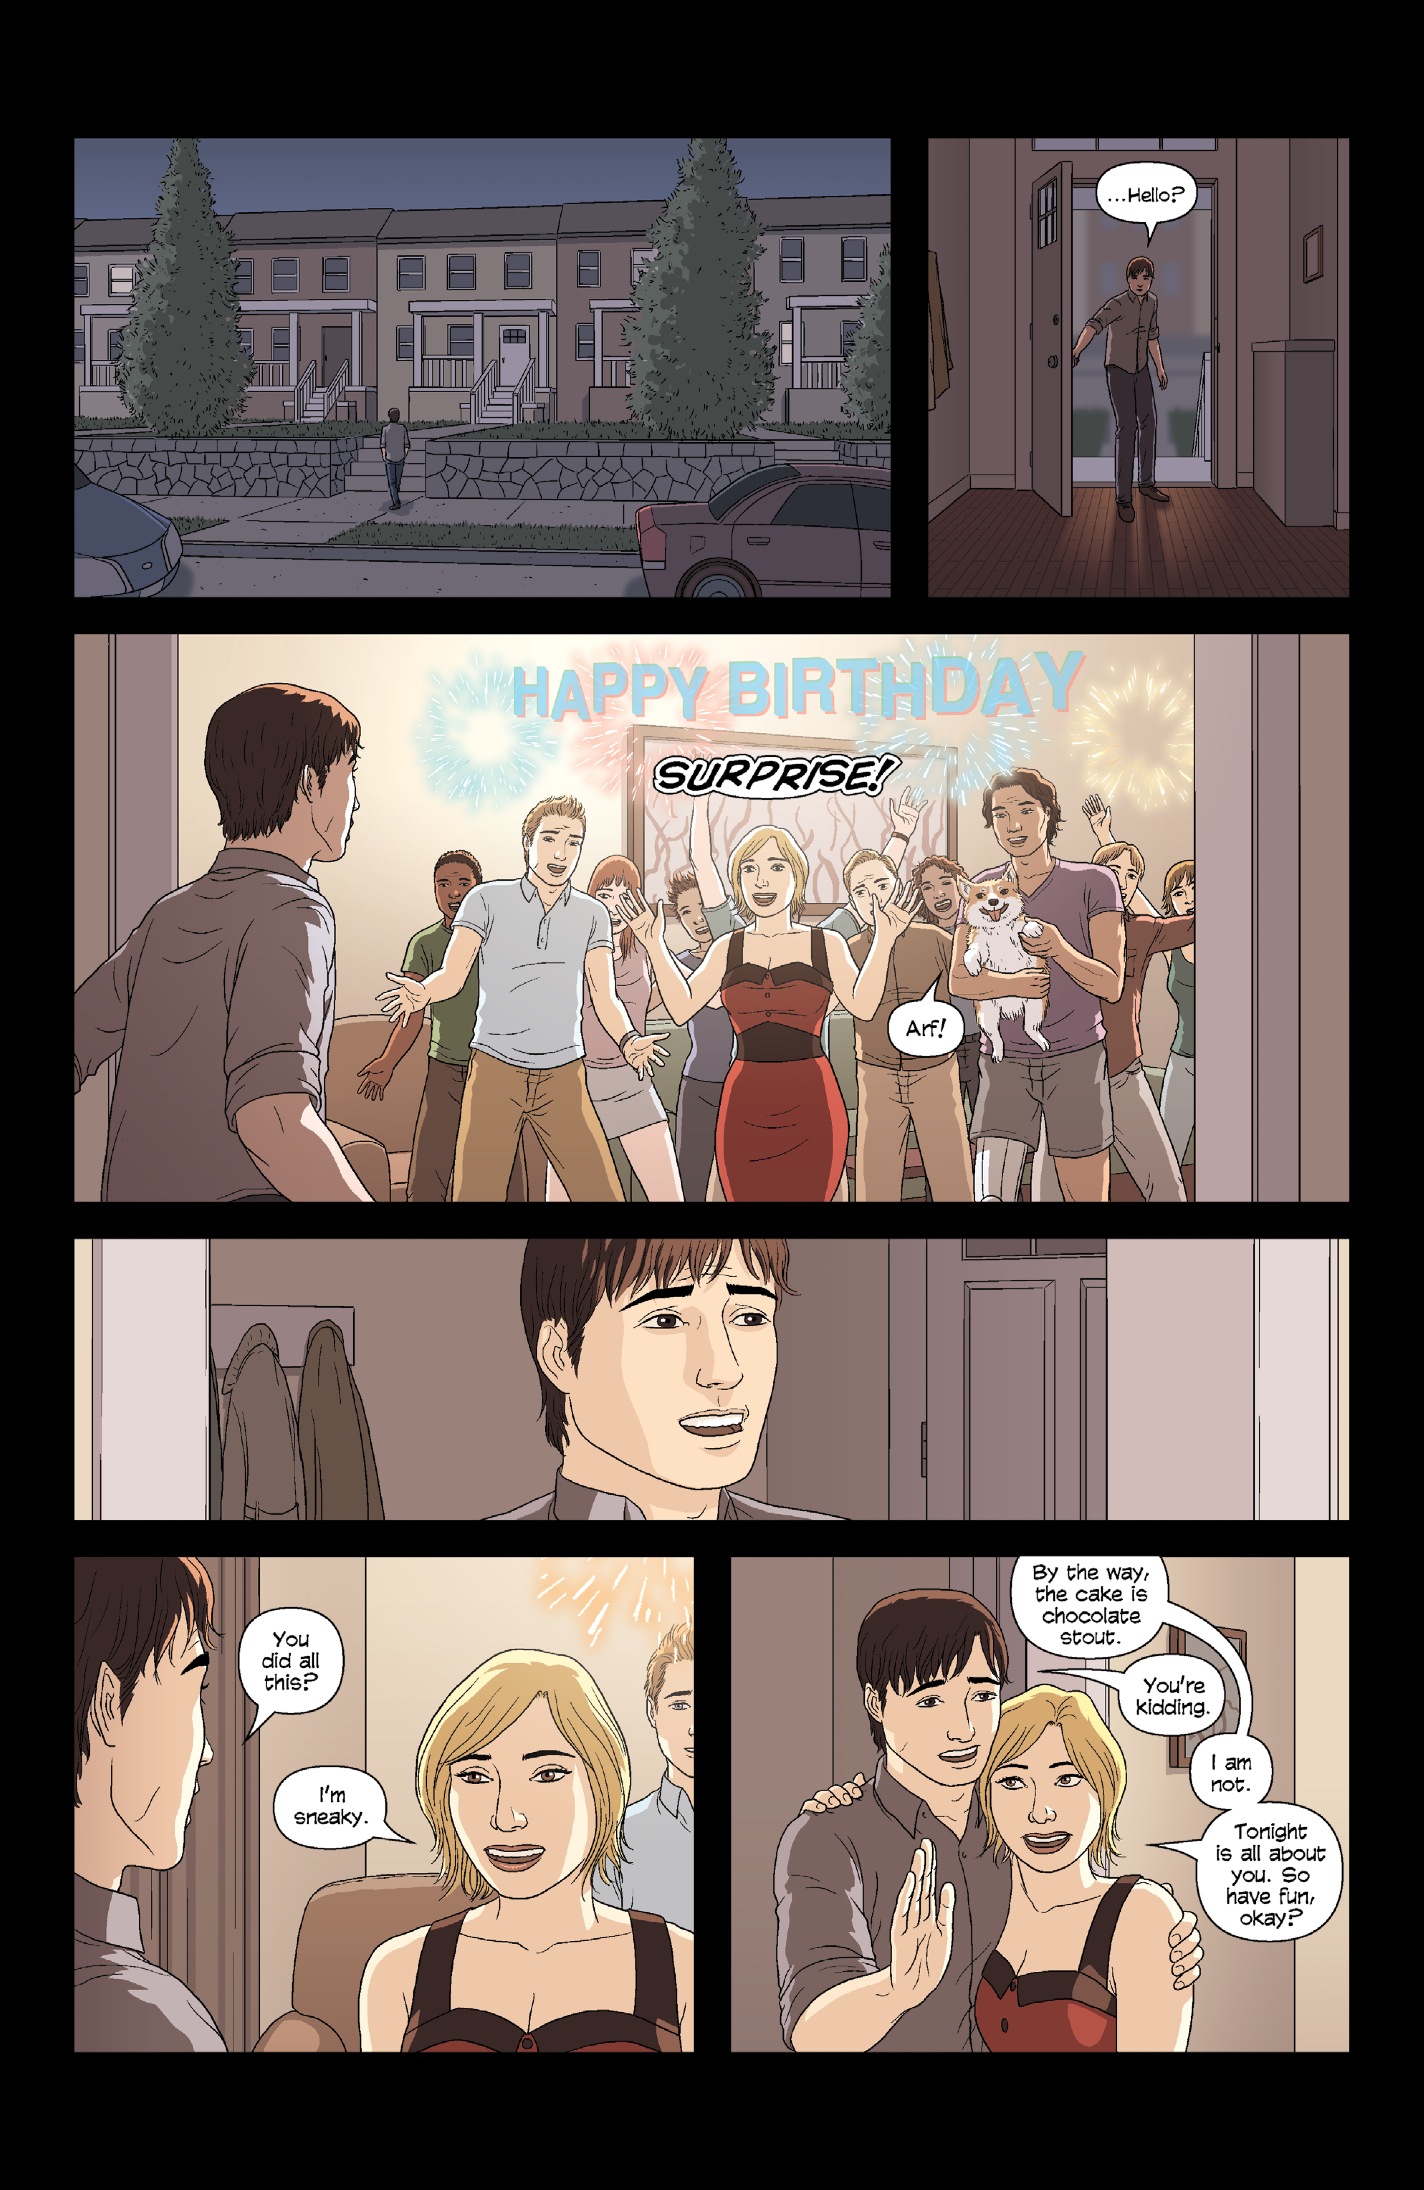 ...Hello?
HAPPY BIRTHDAY
SURPRISE!
Arf!
You
did all
this?
I'm
sneaky.
By the way,
the cake is
chocolate
stout.
You're
kidding.
I am
not.
Tonight
is all about
you. So
have fun,
okay?